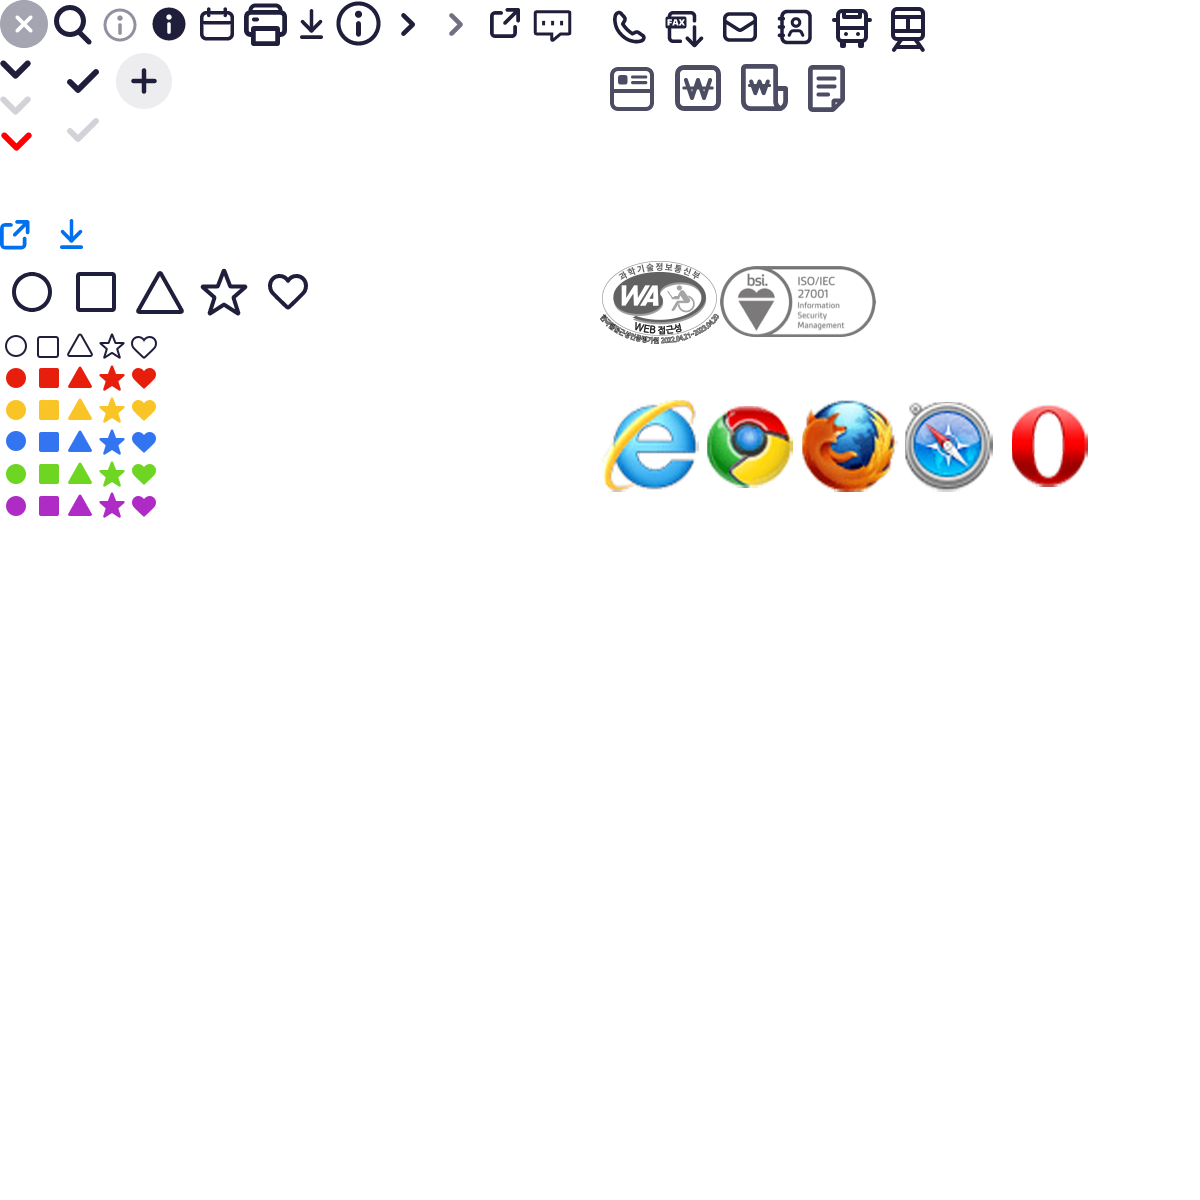 FAX
과학기술정보통신부
WA
WEB 접근성
한국웹접근성인증평가원 2022.04.21~2023.04.20
bsi.
ISO/IEC
27001
Information
Security
Management